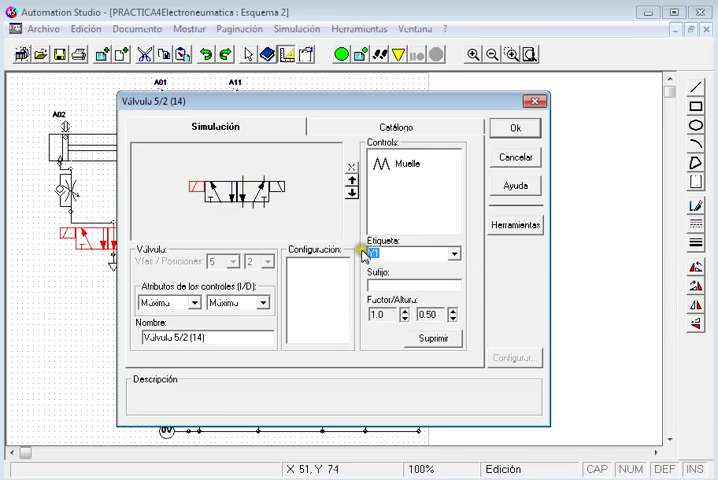 Automation Studio - [PRACTICA4Electroneumatica : Esquema 2]
Archivo Edición Documento Mostrar Paginación Simulación Herramientas Ventana ?
A01 A11
A02
Válvula 5/2 (14)
Simulación
Catálogo
Controls:
Muelle
Ok
Cancelar
Ayuda
Herramientas
Configurar...
Válvula:
Vías / Posiciones: 5 2
Atributos de los controles (I/D):
Máxima Máxima
Nombre:
Válvula 5/2 (14)
Configuración:
Etiqueta:
Y1
Sufijo:
Factor/Altura:
1.0 0.50
Suprimir
Descripción
0V
X 51, Y 74 100% Edición CAP NUM DEF INS